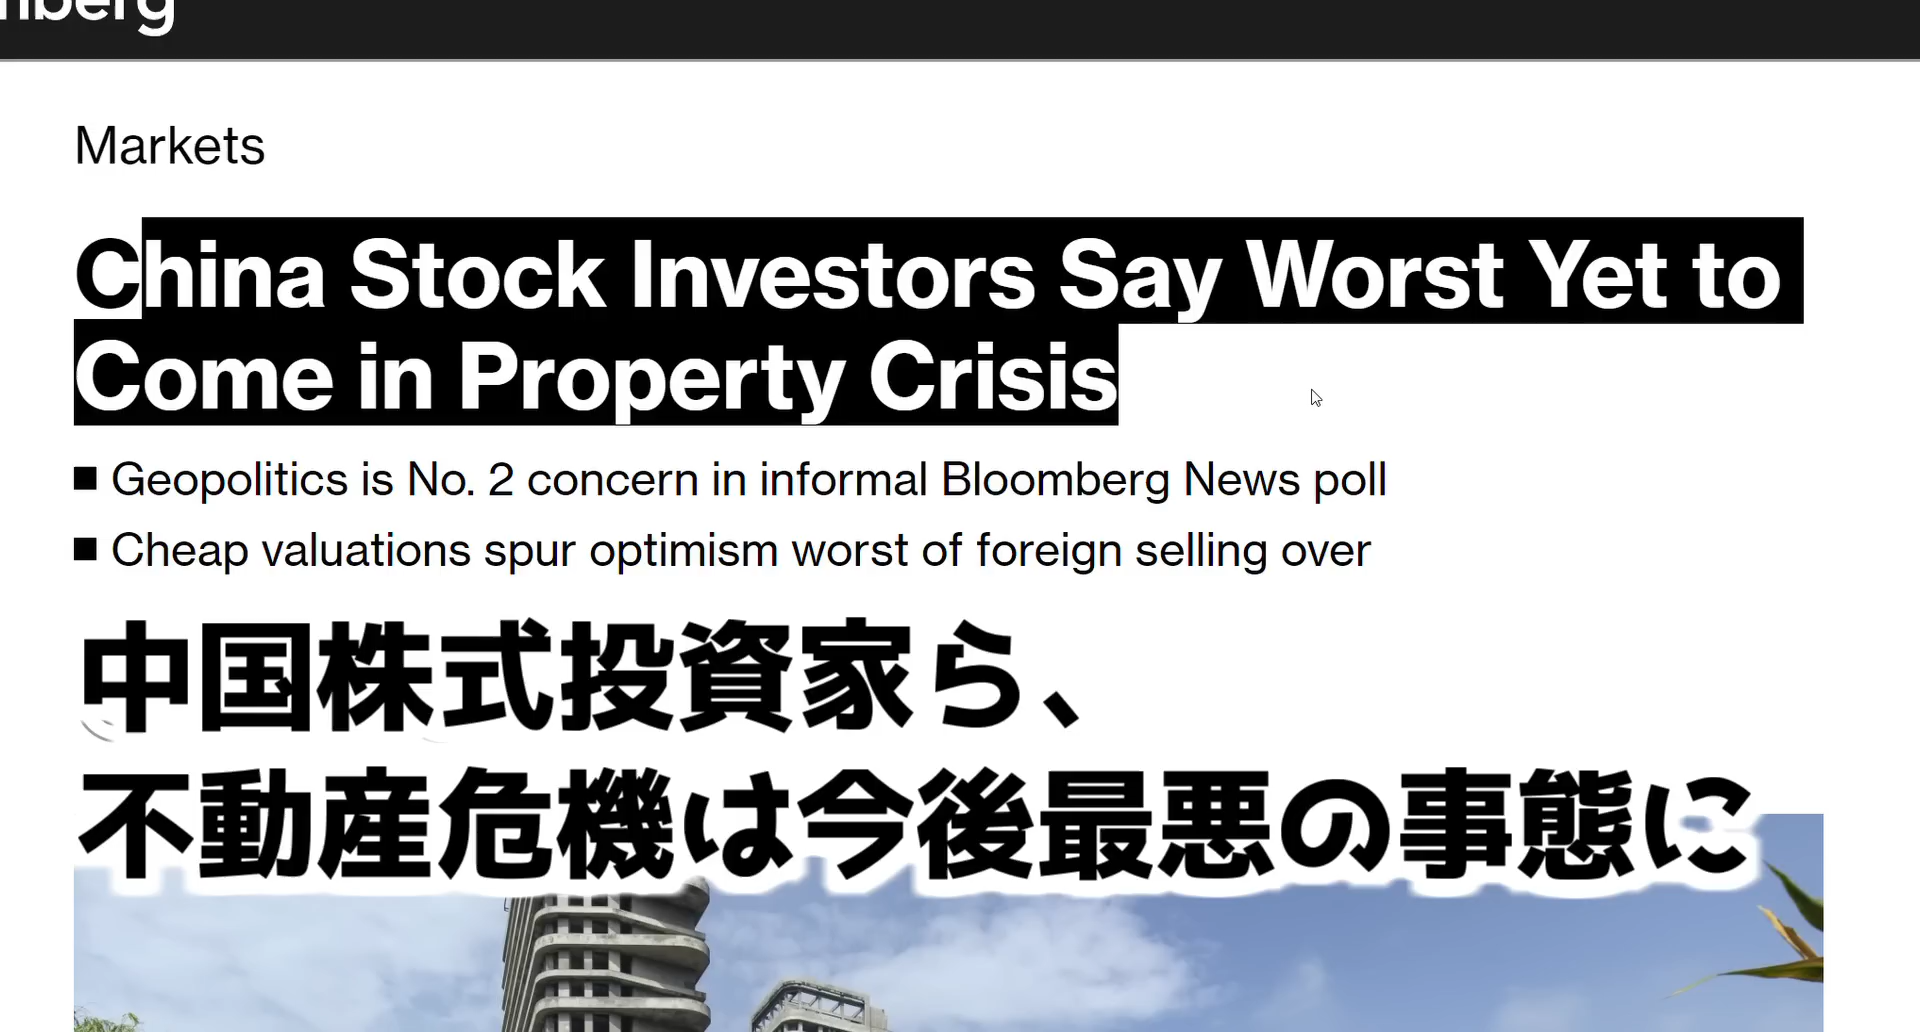 nberg
Markets
China Stock Investors Say Worst Yet to
Come in Property Crisis
Geopolitics is No. 2 concern in informal Bloomberg News poll
Cheap valuations spur optimism worst of foreign selling over
中国株式投資家ら、
不動産危機は今後最悪の事態に